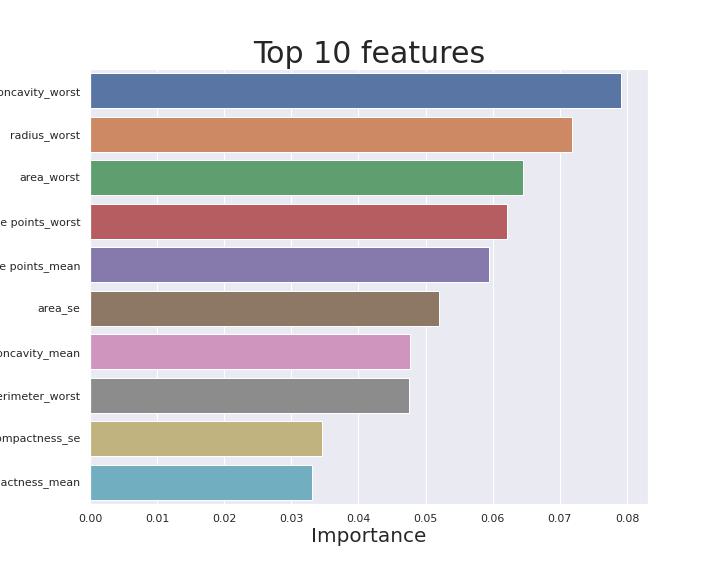 Top 10 features
oncavity_worst
radius_worst
area_worst
e points_worst
e points_mean
area_se
oncavity_mean
erimeter_worst
ompactness_se
actness_mean
0.00 0.01 0.02 0.03 0.04 0.05 0.06 0.07 0.08
Importance